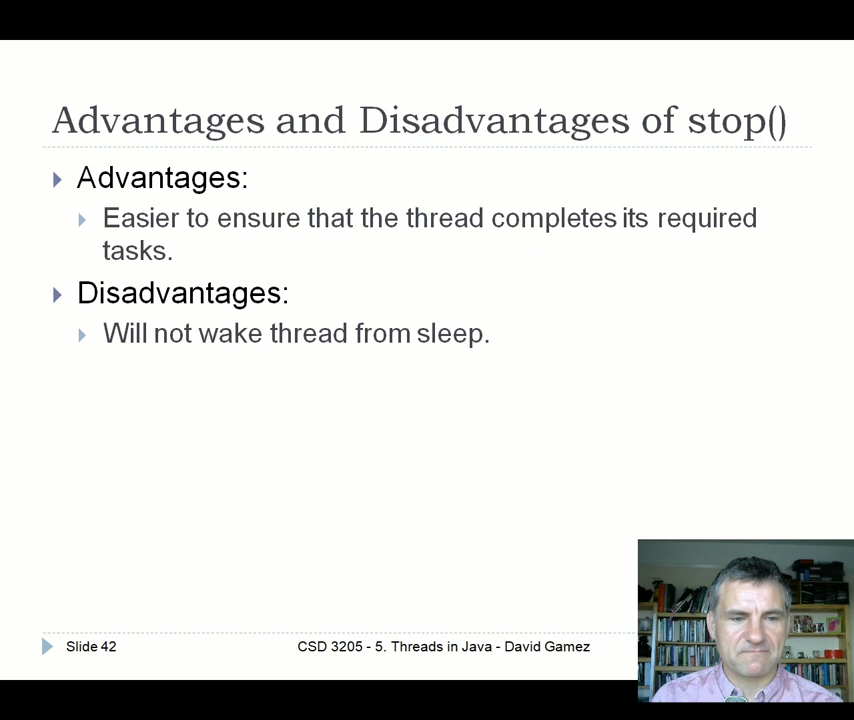 Advantages and Disadvantages of stop()
Advantages:
Easier to ensure that the thread completes its required
tasks.
Disadvantages:
Will not wake thread from sleep.
Slide 42
CSD 3205 - 5. Threads in Java - David Gamez